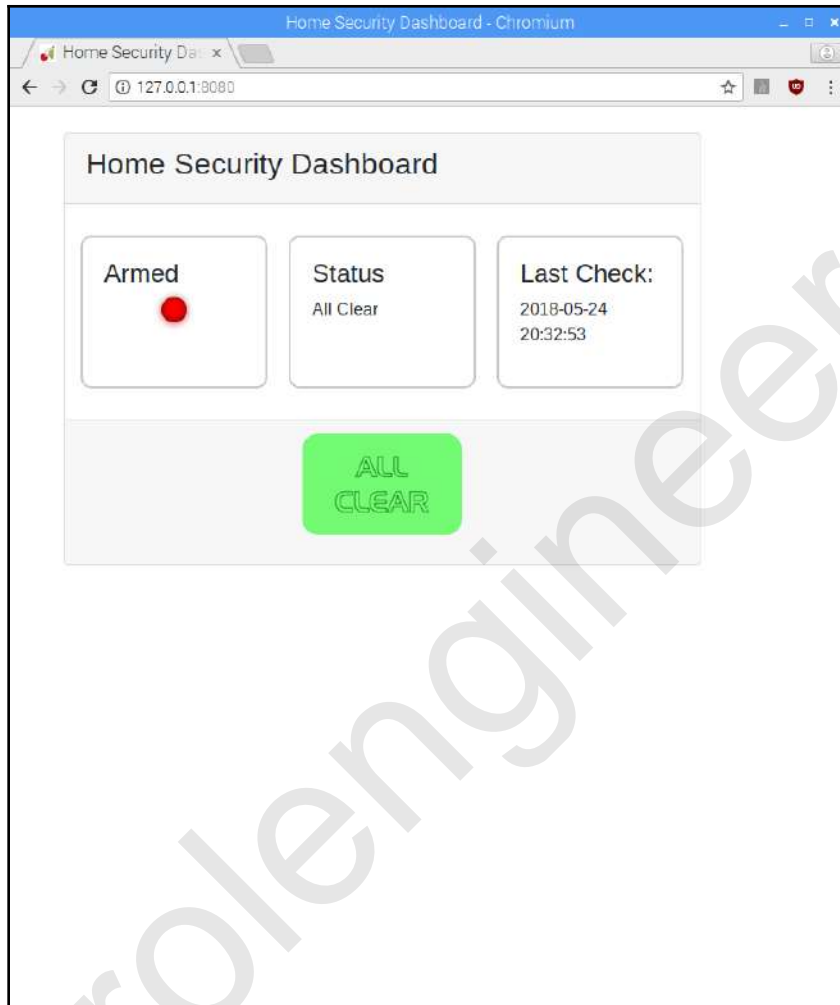 Home Security Dashboard - Chromium
Home Security Da
127.0.0.1:8080
Home Security Dashboard
Armed
Status
All Clear
Last Check:
2018-05-24
20:32:53
ALL
CLEAR
rolengineer